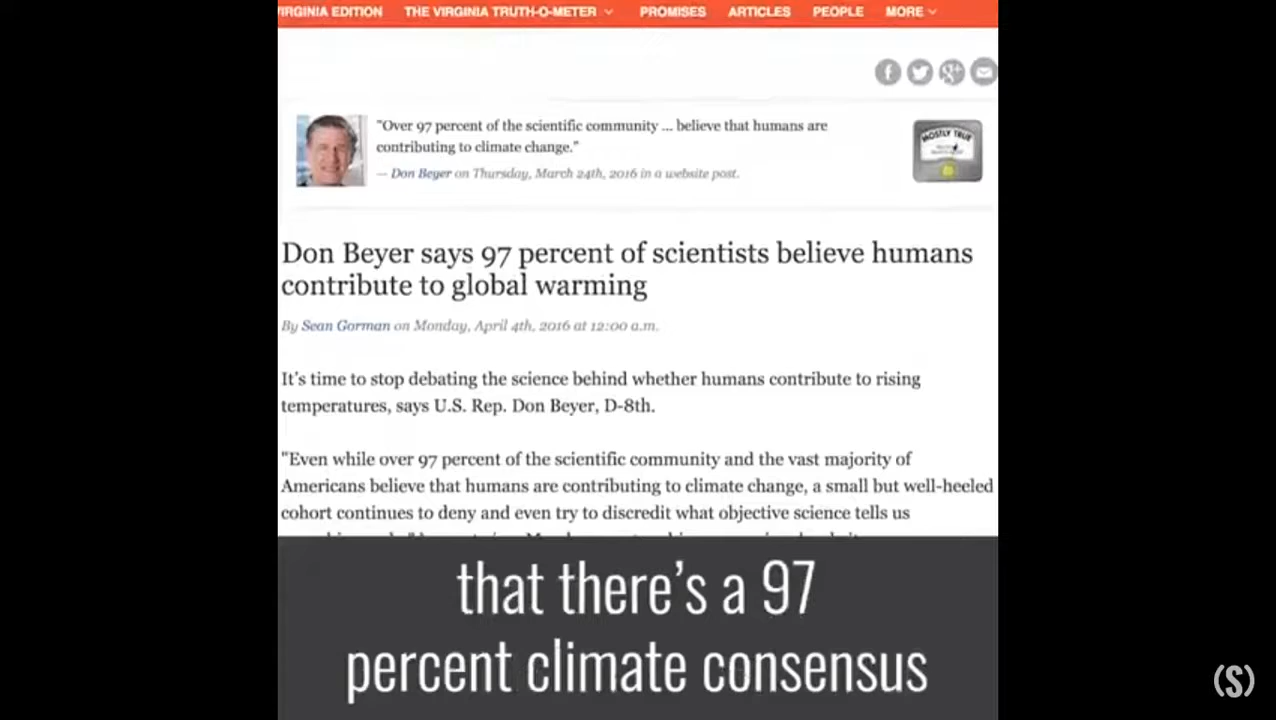 VIRGINIA EDITION THE VIRGINIA TRUTH-O-METER PROMISES ARTICLES PEOPLE MORE
"Over 97 percent of the scientific community ... believe that humans are
contributing to climate change."
— Don Beyer on Thursday, March 24th, 2016 in a website post.
MOSTLY TRUE
Don Beyer says 97 percent of scientists believe humans
contribute to global warming
By Sean Gorman on Monday, April 4th, 2016 at 12:00 a.m.
It's time to stop debating the science behind whether humans contribute to rising
temperatures, says U.S. Rep. Don Beyer, D-8th.
"Even while over 97 percent of the scientific community and the vast majority of
Americans believe that humans are contributing to climate change, a small but well-heeled
cohort continues to deny and even try to discredit what objective science tells us
that there's a 97
percent climate consensus
(S)